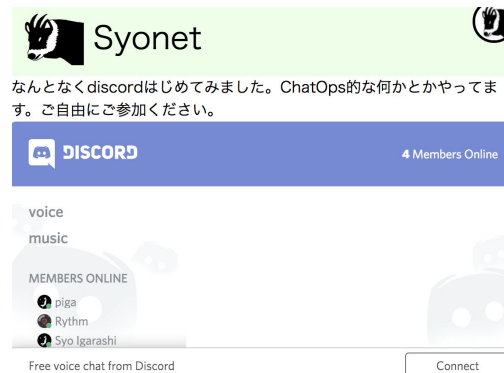 Syonet
なんとなくdiscordはじめてみました。ChatOps的な何かとかやってま
す。ご自由にご参加ください。
DISCORD
4 Members Online
voice
music
MEMBERS ONLINE
piga
Rythm
Syo Igarashi
Free voice chat from Discord
Connect